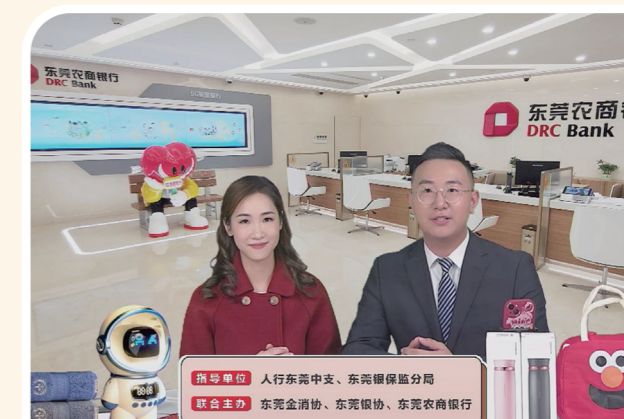 东莞农商银行
DRC Bank
东莞农商
DRC Bank
指导单位 人行东莞中支、东莞银保监分局
联合主办 东莞金消协、东莞银协、东莞农商银行